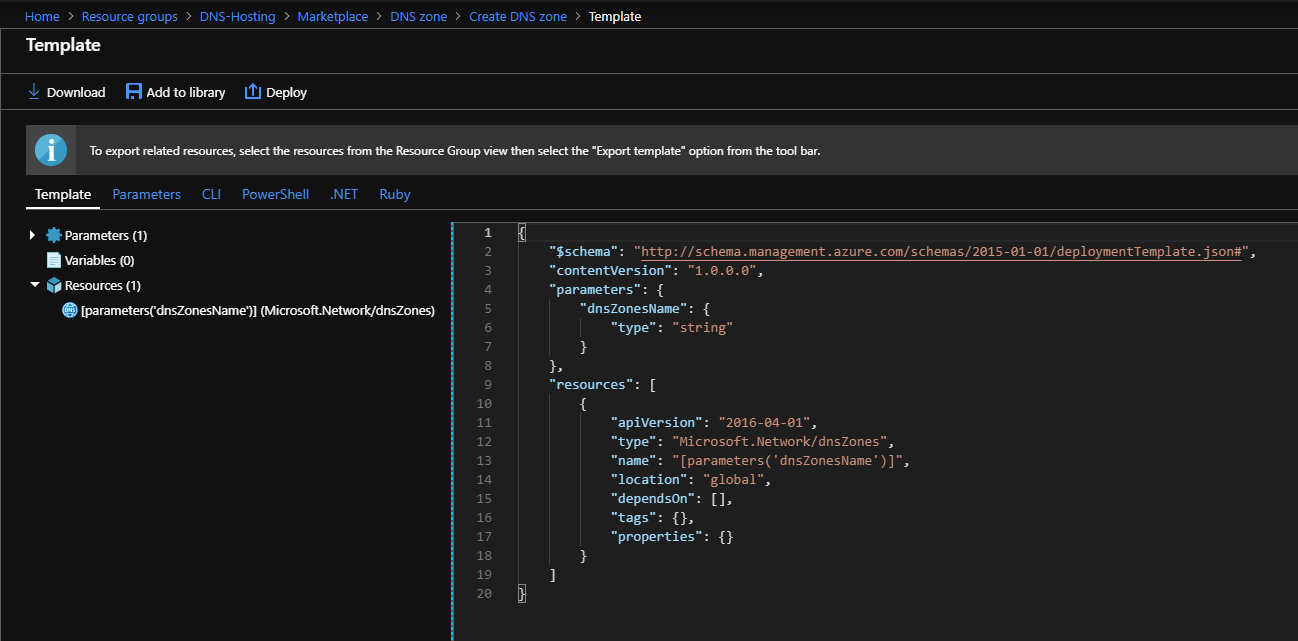 Home > Resource groups > DNS-Hosting > Marketplace > DNS zone > Create DNS zone > Template
Template
Download Add to library Deploy
To export related resources, select the resources from the Resource Group view then select the "Export template" option from the tool bar.
Template Parameters CLI PowerShell .NET Ruby
Parameters (1)
Variables (0)
Resources (1)
DNS [parameters('dnsZonesName')] (Microsoft.Network/dnsZones)
1 {
2 "$schema": "http://schema.management.azure.com/schemas/2015-01-01/deploymentTemplate.json#",
3 "contentVersion": "1.0.0.0",
4 "parameters": {
5 "dnsZonesName": {
6 "type": "string"
7 }
8 },
9 "resources": [
10 {
11 "apiVersion": "2016-04-01",
12 "type": "Microsoft.Network/dnsZones",
13 "name": "[parameters('dnsZonesName')]",
14 "location": "global",
15 "dependsOn": [],
16 "tags": {},
17 "properties": {}
18 }
19 ]
20 }